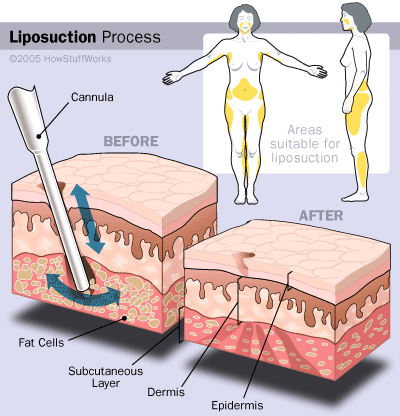 Liposuction Process
©2005 HowStuffWorks
Cannula
BEFORE
Areas
suitable for
liposuction
AFTER
Fat Cells
Subcutaneous
Layer
Dermis
Epidermis